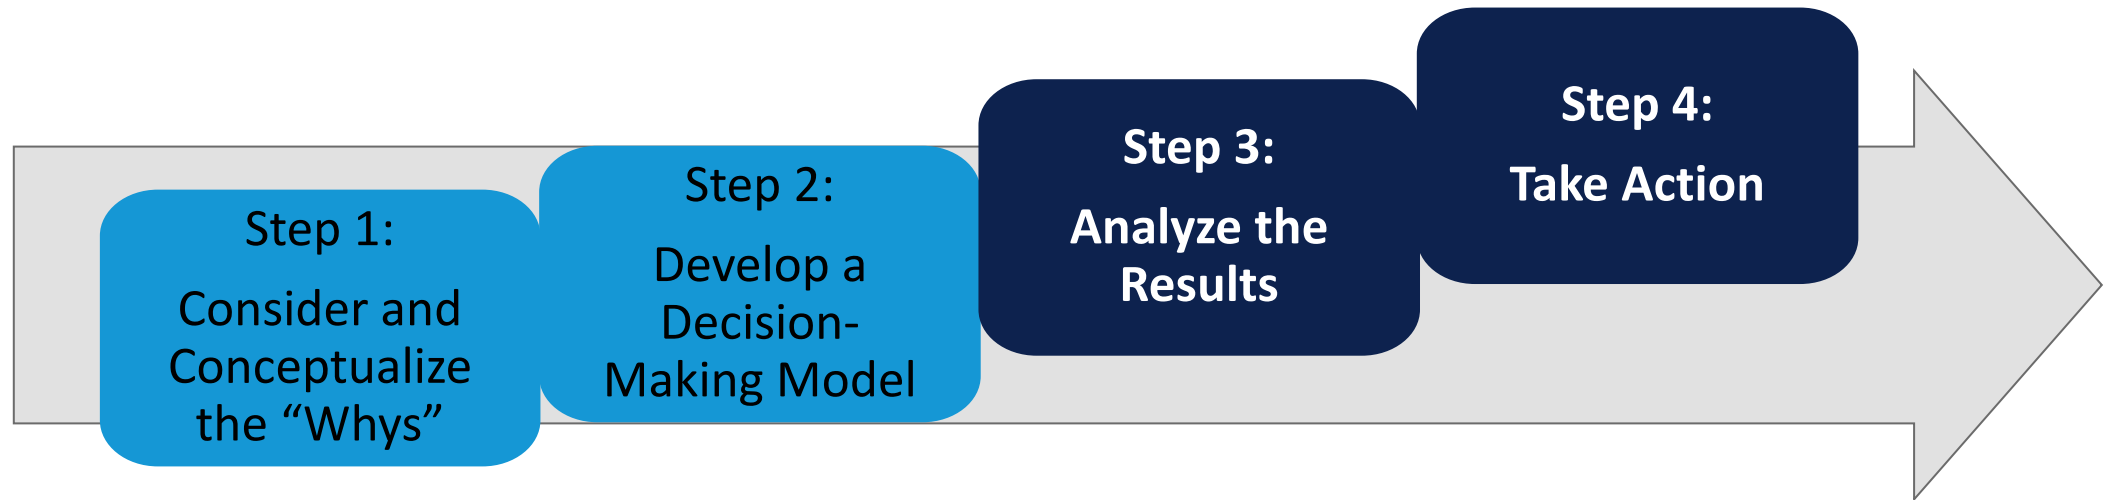 Step 1:
Consider and
Conceptualize
the “Whys”
Step 2:
Develop a
Decision-
Making Model
Step 3:
Analyze the
Results
Step 4:
Take Action